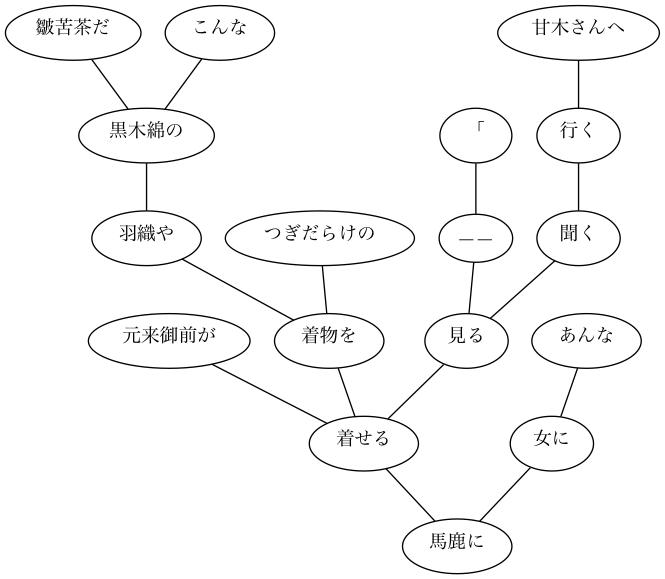 皺苦茶だ
こんな
甘木さんへ
黒木綿の
「
行く
羽織や
つぎだらけの
――
聞く
元来御前が
着物を
見る
あんな
着せる
女に
馬鹿に